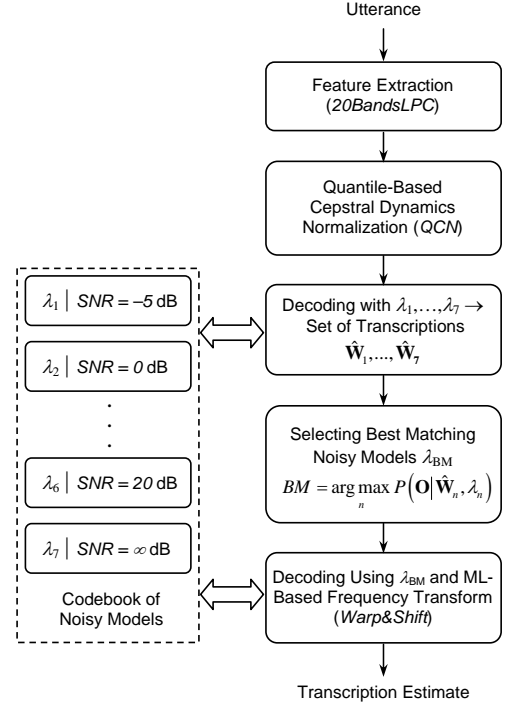 Utterance
Feature Extraction
(20BandsLPC)
Quantile-Based
Cepstral Dynamics
Normalization (QCN)
λ₁ | SNR = –5 dB
λ₂ | SNR = 0 dB
.
.
.
λ₆ | SNR = 20 dB
λ₇ | SNR = ∞ dB
Codebook of
Noisy Models
Decoding with λ₁,…,λ₇ →
Set of Transcriptions
Ŵ₁,..., Ŵ₇
Selecting Best Matching
Noisy Models λ_BM
BM = arg max P(O|Ŵₙ, λₙ)
n
Decoding Using λ_BM and ML-
Based Frequency Transform
(Warp&Shift)
Transcription Estimate